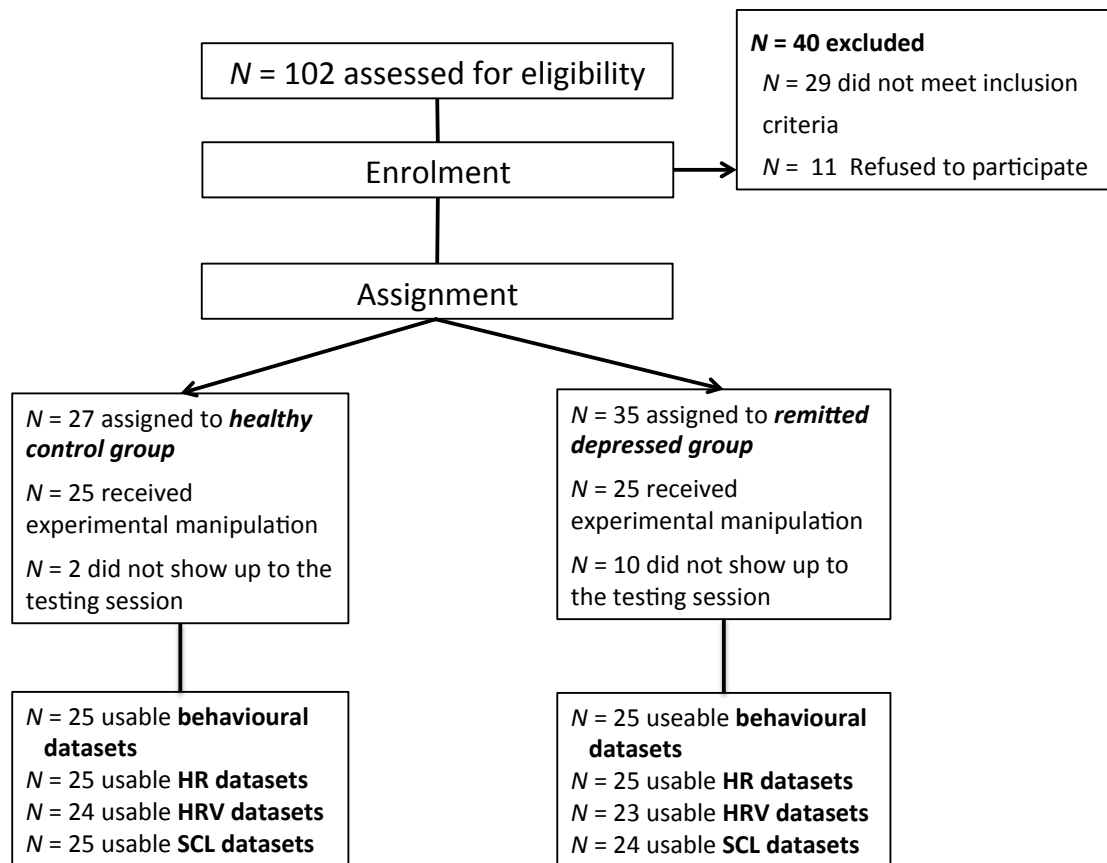 N = 102 assessed for eligibility
N = 40 excluded
N = 29 did not meet inclusion
criteria
N = 11 Refused to participate
Enrolment
Assignment
N = 27 assigned to healthy
control group
N = 25 received
experimental manipulation
N = 2 did not show up to the
testing session
N = 35 assigned to remitted
depressed group
N = 25 received
experimental manipulation
N = 10 did not show up to
the testing session
N = 25 usable behavioural
datasets
N = 25 usable HR datasets
N = 24 usable HRV datasets
N = 25 usable SCL datasets
N = 25 useable behavioural
datasets
N = 25 usable HR datasets
N = 23 usable HRV datasets
N = 24 usable SCL datasets